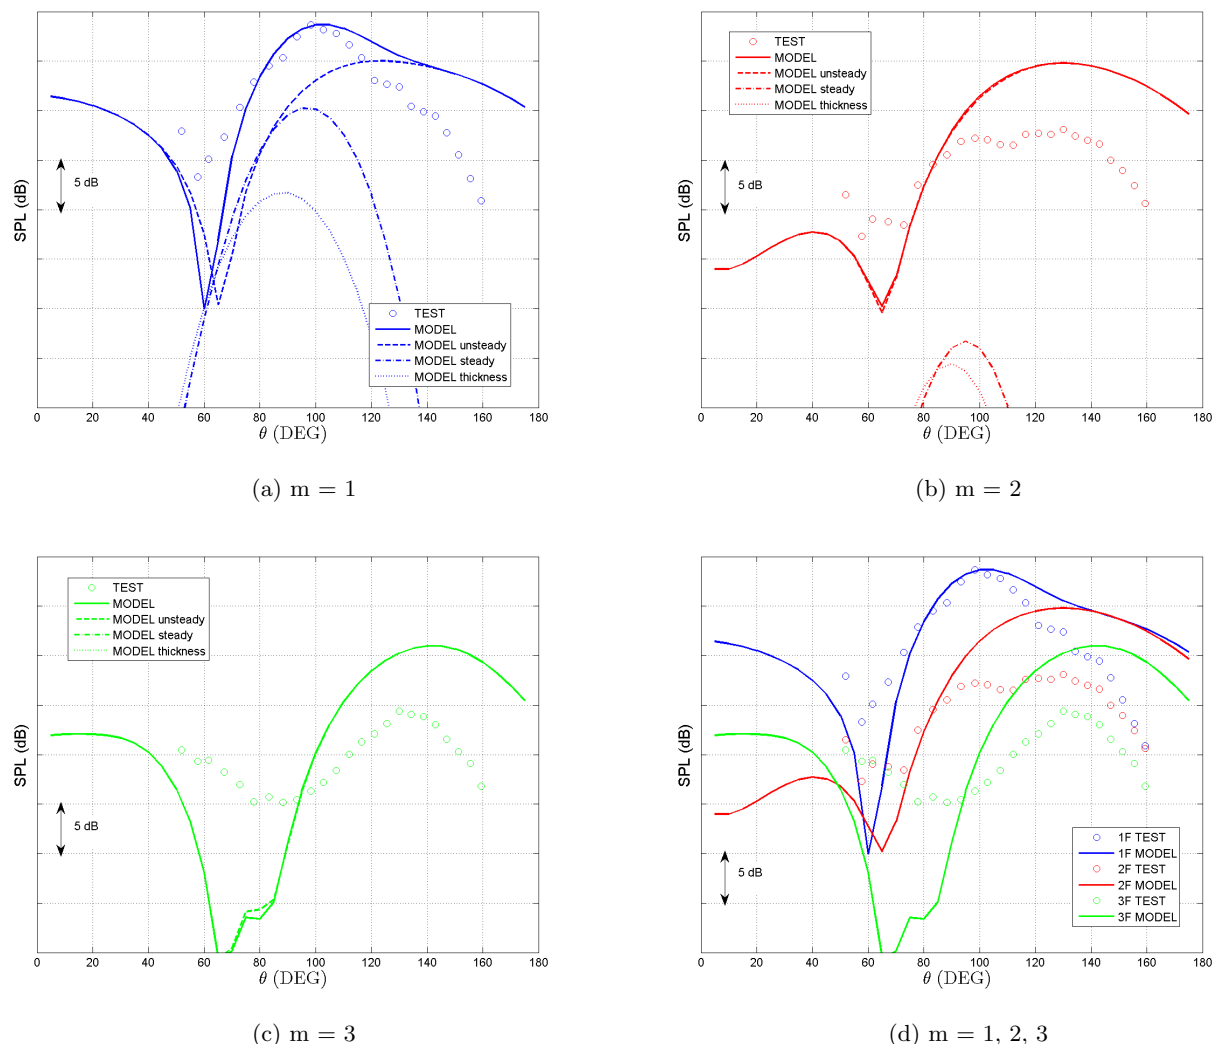 SPL (dB)
5 dB
TEST
MODEL
MODEL unsteady
MODEL steady
MODEL thickness
0 20 40 60 80 100 120 140 160 180
θ (DEG)
(a) m = 1
SPL (dB)
TEST
MODEL
MODEL unsteady
MODEL steady
MODEL thickness
5 dB
0 20 40 60 80 100 120 140 160 180
θ (DEG)
(b) m = 2
SPL (dB)
TEST
MODEL
MODEL unsteady
MODEL steady
MODEL thickness
5 dB
0 20 40 60 80 100 120 140 160 180
θ (DEG)
(c) m = 3
SPL (dB)
5 dB
1F TEST
1F MODEL
2F TEST
2F MODEL
3F TEST
3F MODEL
0 20 40 60 80 100 120 140 160 180
θ (DEG)
(d) m = 1, 2, 3